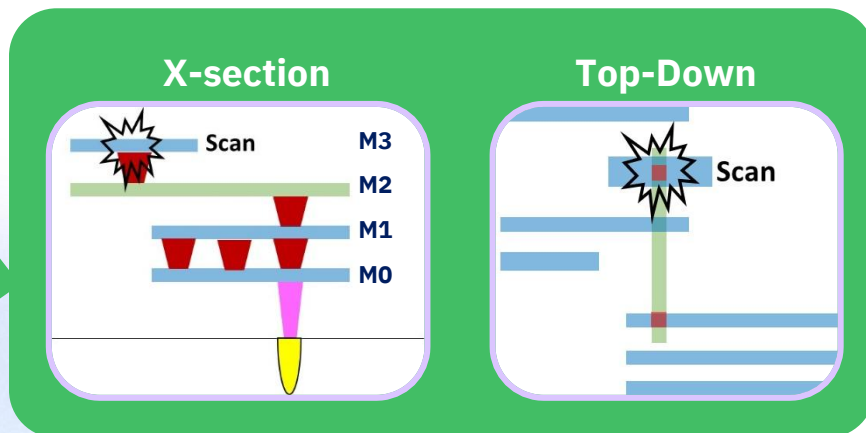 X-section
Top-Down
Scan
M3
M2
M1
M0
Scan